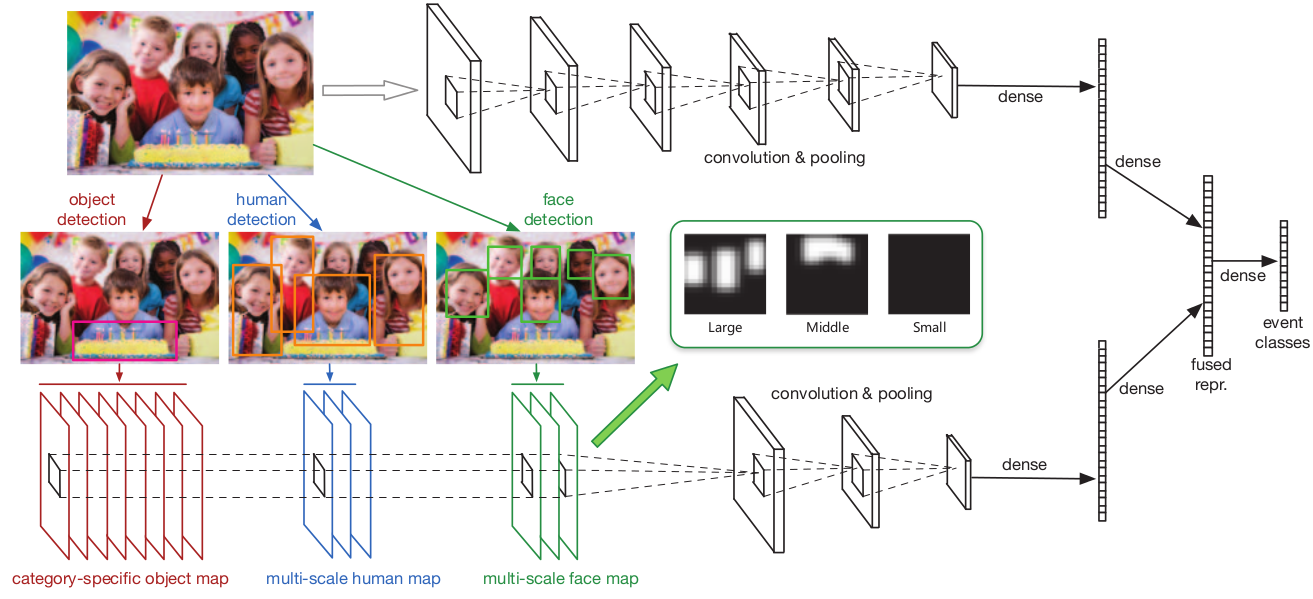 dense
convolution & pooling
dense
object
detection
human
detection
face
detection
Large
Middle
Small
dense
event
classes
fused
repr.
dense
convolution & pooling
dense
category-specific object map
multi-scale human map
multi-scale face map